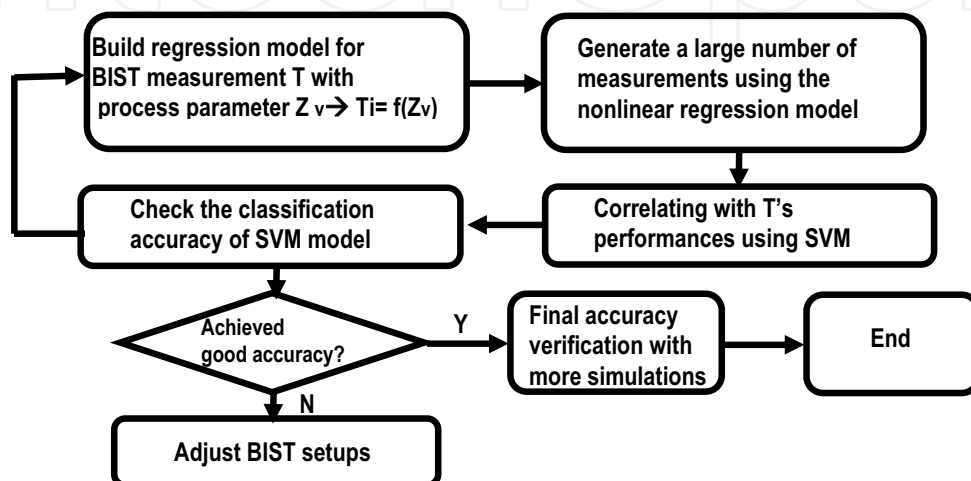 Build regression model for
BIST measurement T with
process parameter Z v→ Ti= f(Zv)
Generate a large number of
measurements using the
nonlinear regression model
Check the classification
accuracy of SVM model
Correlating with T's
performances using SVM
Achieved
good accuracy?
Y
Final accuracy
verification with
more simulations
End
N
Adjust BIST setups